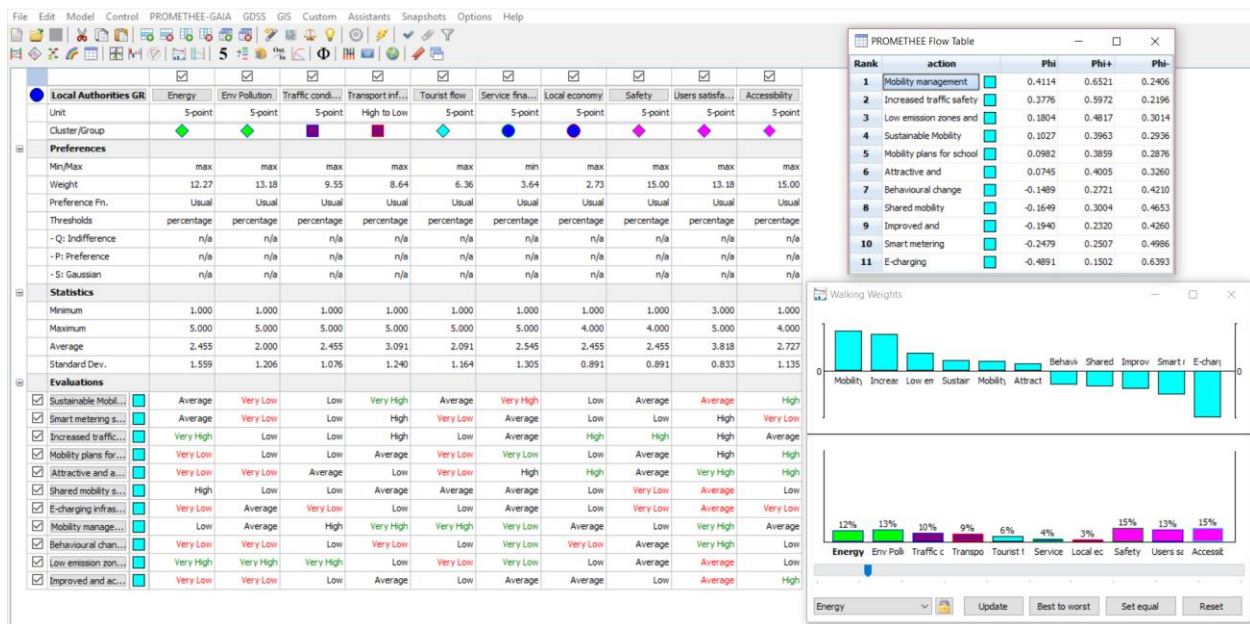 File Edit Model Control PROMETHEE-GAIA GDSS GIS Custom Assistants Snapshots Options Help
Local Authorities GR Energy Env Pollution Traffic condi... Transport inf... Tourist flow Service fina... Local economy Safety Users satisfa... Accessibility
Unit 5-point 5-point 5-point High to Low 5-point 5-point 5-point 5-point 5-point 5-point
Cluster/Group
Preferences
Min/Max max max max max max min max max max max
Weight 12.27 13.18 9.55 8.64 6.36 3.64 2.73 15.00 13.18 15.00
Preference Fn. Usual Usual Usual Usual Usual Usual Usual Usual Usual Usual
Thresholds percentage percentage percentage percentage percentage percentage percentage percentage percentage percentage
- Q: Indifference n/a n/a n/a n/a n/a n/a n/a n/a n/a n/a
- P: Preference n/a n/a n/a n/a n/a n/a n/a n/a n/a n/a
- S: Gaussian n/a n/a n/a n/a n/a n/a n/a n/a n/a n/a
Statistics
Minimum 1.000 1.000 1.000 1.000 1.000 1.000 1.000 1.000 3.000 1.000
Maximum 5.000 5.000 5.000 5.000 5.000 5.000 4.000 4.000 5.000 4.000
Average 2.455 2.000 2.455 3.091 2.091 2.545 2.455 2.455 3.818 2.727
Standard Dev. 1.559 1.206 1.076 1.240 1.164 1.305 0.891 0.891 0.833 1.135
Evaluations
Sustainable Mobil... Average Very Low Low Very High Average Very High Low Average Average High
Smart metering s... Average Very Low Low High Very Low Average Low Low High Very Low
Increased traffic... Very High Low Low High Low Average High High High Average
Mobility plans for... Very Low Low Low Average Very Low Very Low Low Average High High
Attractive and a... Very Low Very Low Average Low Very Low High High Average Very High High
Shared mobility s... High Low Low Average Average Average Low Very Low Average Low
E-charging infras... Very Low Average Very Low Low Low Average Low Very Low Average Very Low
Mobility manage... Low Average High Very High Very High Very Low Average Low Very High Average
Behavioural chan... Very Low Very Low Low Very Low Low Very Low Very Low Average Very High Low
Low emission zon... Very High Very High Very High Low Very Low Very Low Low Average Average Low
Improved and ac... Very Low Very Low Low Average Low Average Average Low Average High
PROMETHEE Flow Table
Rank action Phi Phi+ Phi-
1 Mobility management 0.4114 0.6521 0.2406
2 Increased traffic safety 0.3776 0.5972 0.2196
3 Low emission zones and 0.1804 0.4817 0.3014
4 Sustainable Mobility 0.1027 0.3963 0.2936
5 Mobility plans for school 0.0982 0.3859 0.2876
6 Attractive and 0.0745 0.4005 0.3260
7 Behavioural change -0.1489 0.2721 0.4210
8 Shared mobility -0.1649 0.3004 0.4653
9 Improved and -0.1940 0.2320 0.4260
10 Smart metering -0.2479 0.2507 0.4986
11 E-charging -0.4891 0.1502 0.6393
Walking Weights
Behavi Shared Improv Smart E-charg
0 0
Mobility Increas Low en Sustair Mobility Attract
12% 13% 10% 9% 6% 4% 3% 15% 13% 15%
Energy Env Poll Traffic c Transpo Tourist f Service Local ec Safety Users sa Accessib
Energy Update Best to worst Set equal Reset